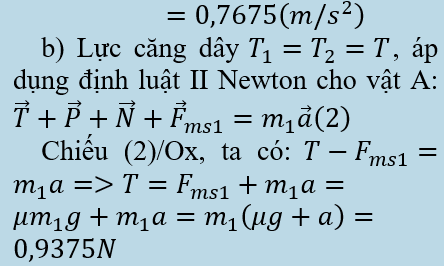 = 0,7675(m/s²)
b) Lực căng dây T₁ = T₂ = T, áp
dụng định luật II Newton cho vật A:
T⃗ + P⃗ + N⃗ + F⃗ₘₛ₁ = m₁a⃗(2)
Chiếu (2)/Ox, ta có: T − Fₘₛ₁ =
m₁a => T = Fₘₛ₁ + m₁a =
μm₁g + m₁a = m₁(μg + a) =
0,9375N